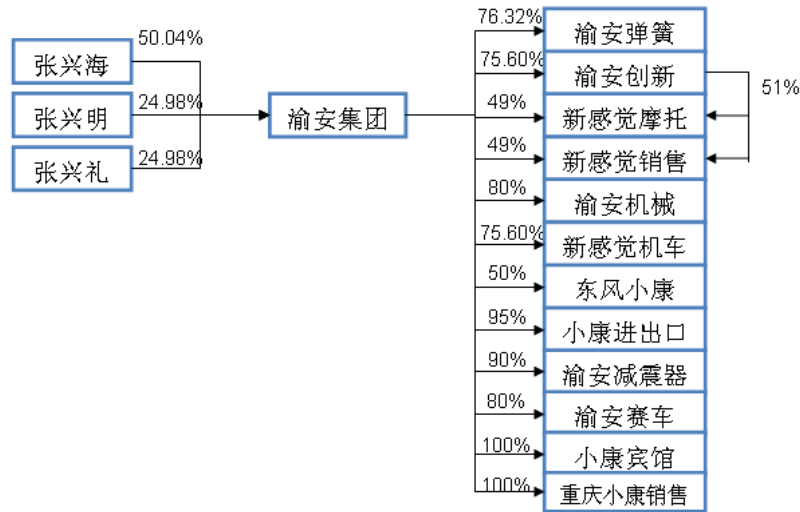 50.04%
张兴海
24.98%
张兴明
24.98%
张兴礼
渝安集团
76.32%
渝安弹簧
75.60%
渝安创新
51%
49%
新感觉摩托
49%
新感觉销售
80%
渝安机械
75.60%
新感觉机车
50%
东风小康
95%
小康进出口
90%
渝安减震器
80%
渝安赛车
100%
小康宾馆
100%
重庆小康销售